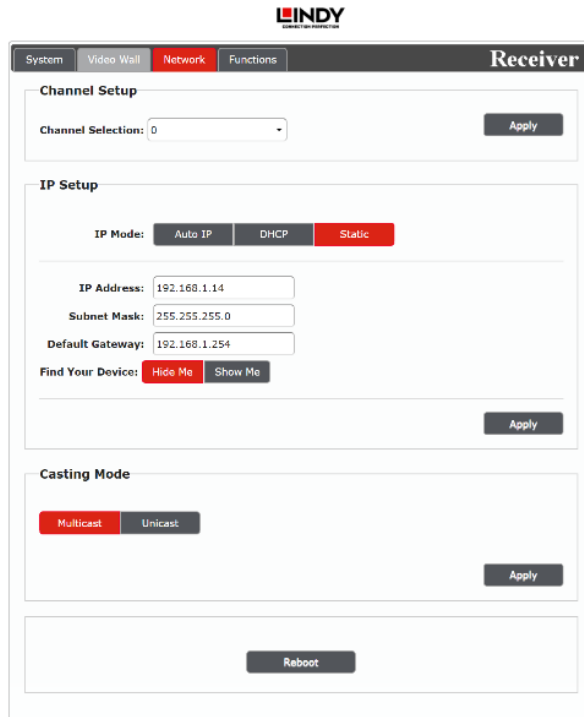 LINDY
CONNECTION PERFECTION
System Video Wall Network Functions Receiver
Channel Setup
Channel Selection: 0 Apply
IP Setup
IP Mode: Auto IP DHCP Static
IP Address: 192.168.1.14
Subnet Mask: 255.255.255.0
Default Gateway: 192.168.1.254
Find Your Device: Hide Me Show Me
Apply
Casting Mode
Multicast Unicast
Apply
Reboot